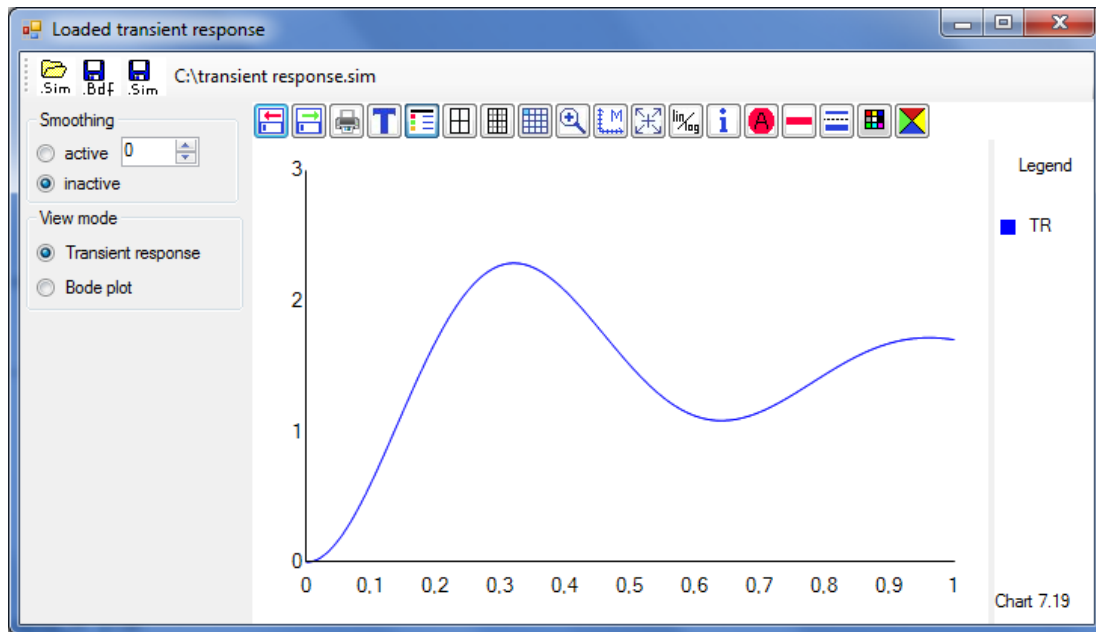 Loaded transient response
.Sim .Bdf .Sim C:\transient response.sim
Smoothing
active 0
inactive
View mode
Transient response
Bode plot
T M lin/log i A
3
2
1
0
0 0,1 0,2 0,3 0,4 0,5 0,6 0,7 0,8 0,9 1
Legend
TR
Chart 7.19